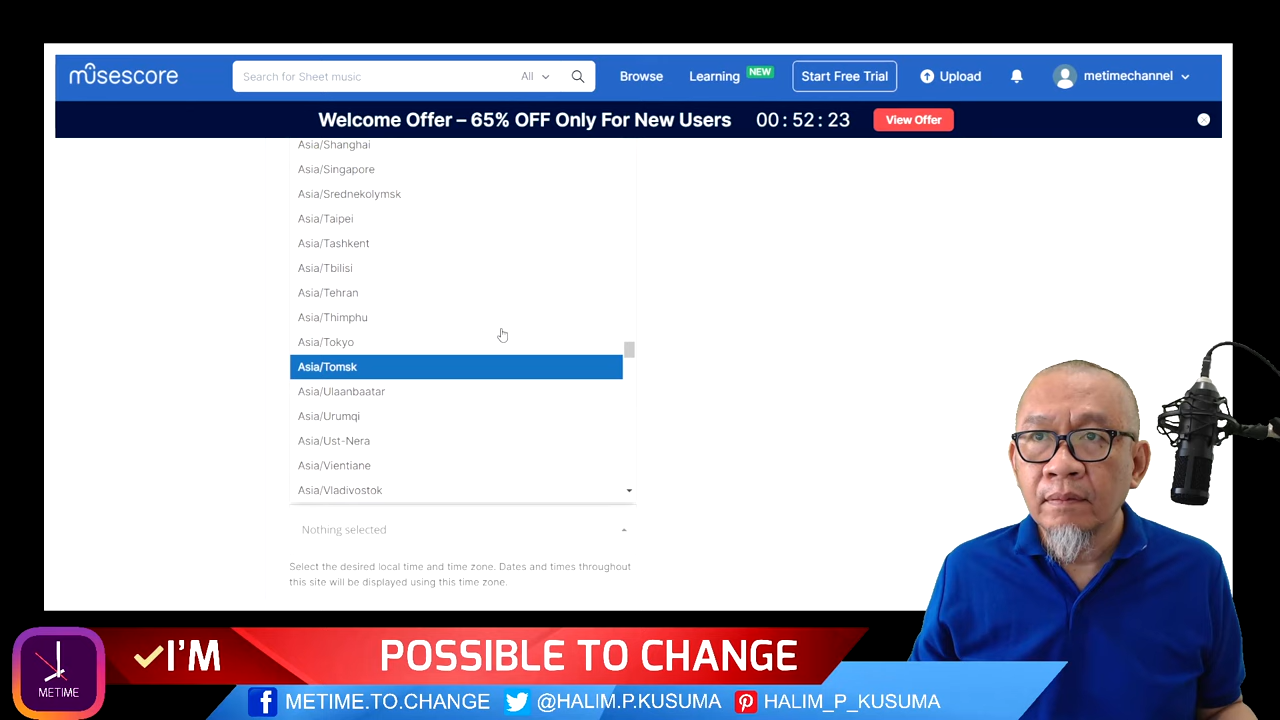 musescore
Search for Sheet music
All
Browse
Learning NEW
Start Free Trial
Upload
metimechannel
Welcome Offer – 65% OFF Only For New Users 00 : 52 : 23 View Offer
Asia/Shanghai
Asia/Singapore
Asia/Srednekolymsk
Asia/Taipei
Asia/Tashkent
Asia/Tbilisi
Asia/Tehran
Asia/Thimphu
Asia/Tokyo
Asia/Tomsk
Asia/Ulaanbaatar
Asia/Urumqi
Asia/Ust-Nera
Asia/Vientiane
Asia/Vladivostok
Nothing selected
Select the desired local time and time zone. Dates and times throughout
this site will be displayed using this time zone.
I'M POSSIBLE TO CHANGE
METIME
METIME.TO.CHANGE @HALIM.P.KUSUMA HALIM_P_KUSUMA